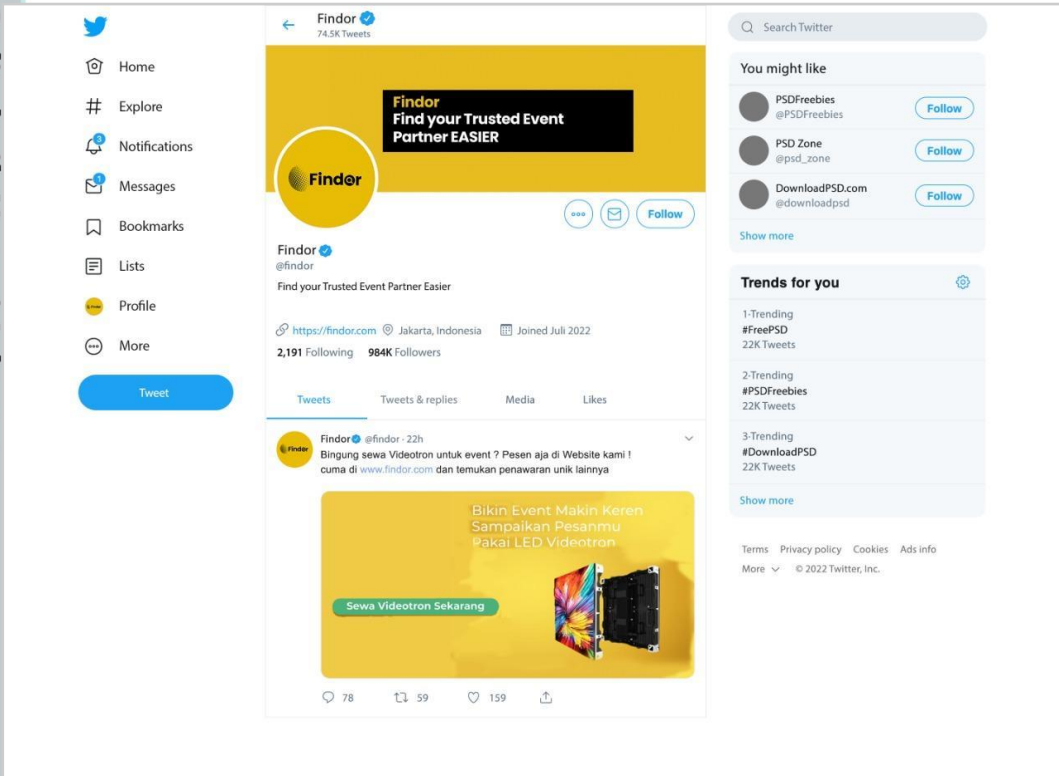 Findor
74.5K Tweets
Home
Explore
3
Notifications
1
Messages
Bookmarks
Lists
Profile
More
Tweet
Findor
Find your Trusted Event
Partner EASIER
Findor
Follow
Findor
@findor
Find your Trusted Event Partner Easier
https://findor.com Jakarta, Indonesia Joined Juli 2022
2,191 Following 984K Followers
Tweets Tweets & replies Media Likes
Findor
Findor @findor · 22h
Bingung sewa Videotron untuk event ? Pesen aja di Website kami !
cuma di www.findor.com dan temukan penawaran unik lainnya
Bikin Event Makin Keren
Sampaikan Pesanmu
Pakai LED Videotron
Sewa Videotron Sekarang
78 59 159
Search Twitter
You might like
PSDFreebies
@PSDFreebies
Follow
PSD Zone
@psd_zone
Follow
DownloadPSD.com
@downloadpsd
Follow
Show more
Trends for you
1-Trending
#FreePSD
22K Tweets
2-Trending
#PSDFreebies
22K Tweets
3-Trending
#DownloadPSD
22K Tweets
Show more
Terms Privacy policy Cookies Ads info
More © 2022 Twitter, Inc.